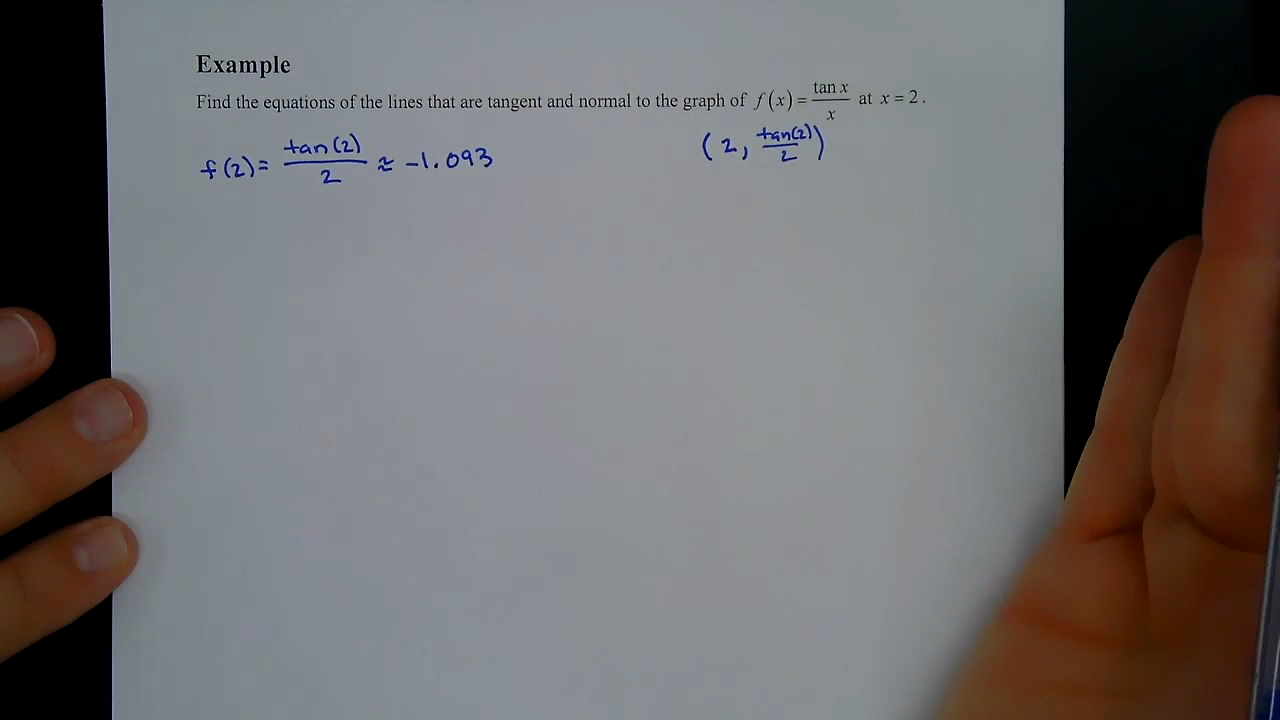 Example
Find the equations of the lines that are tangent and normal to the graph of f(x) = tan x / x at x = 2.
f(2) = tan(2) / 2 ≈ -1.093 (2, tan(2) / 2)